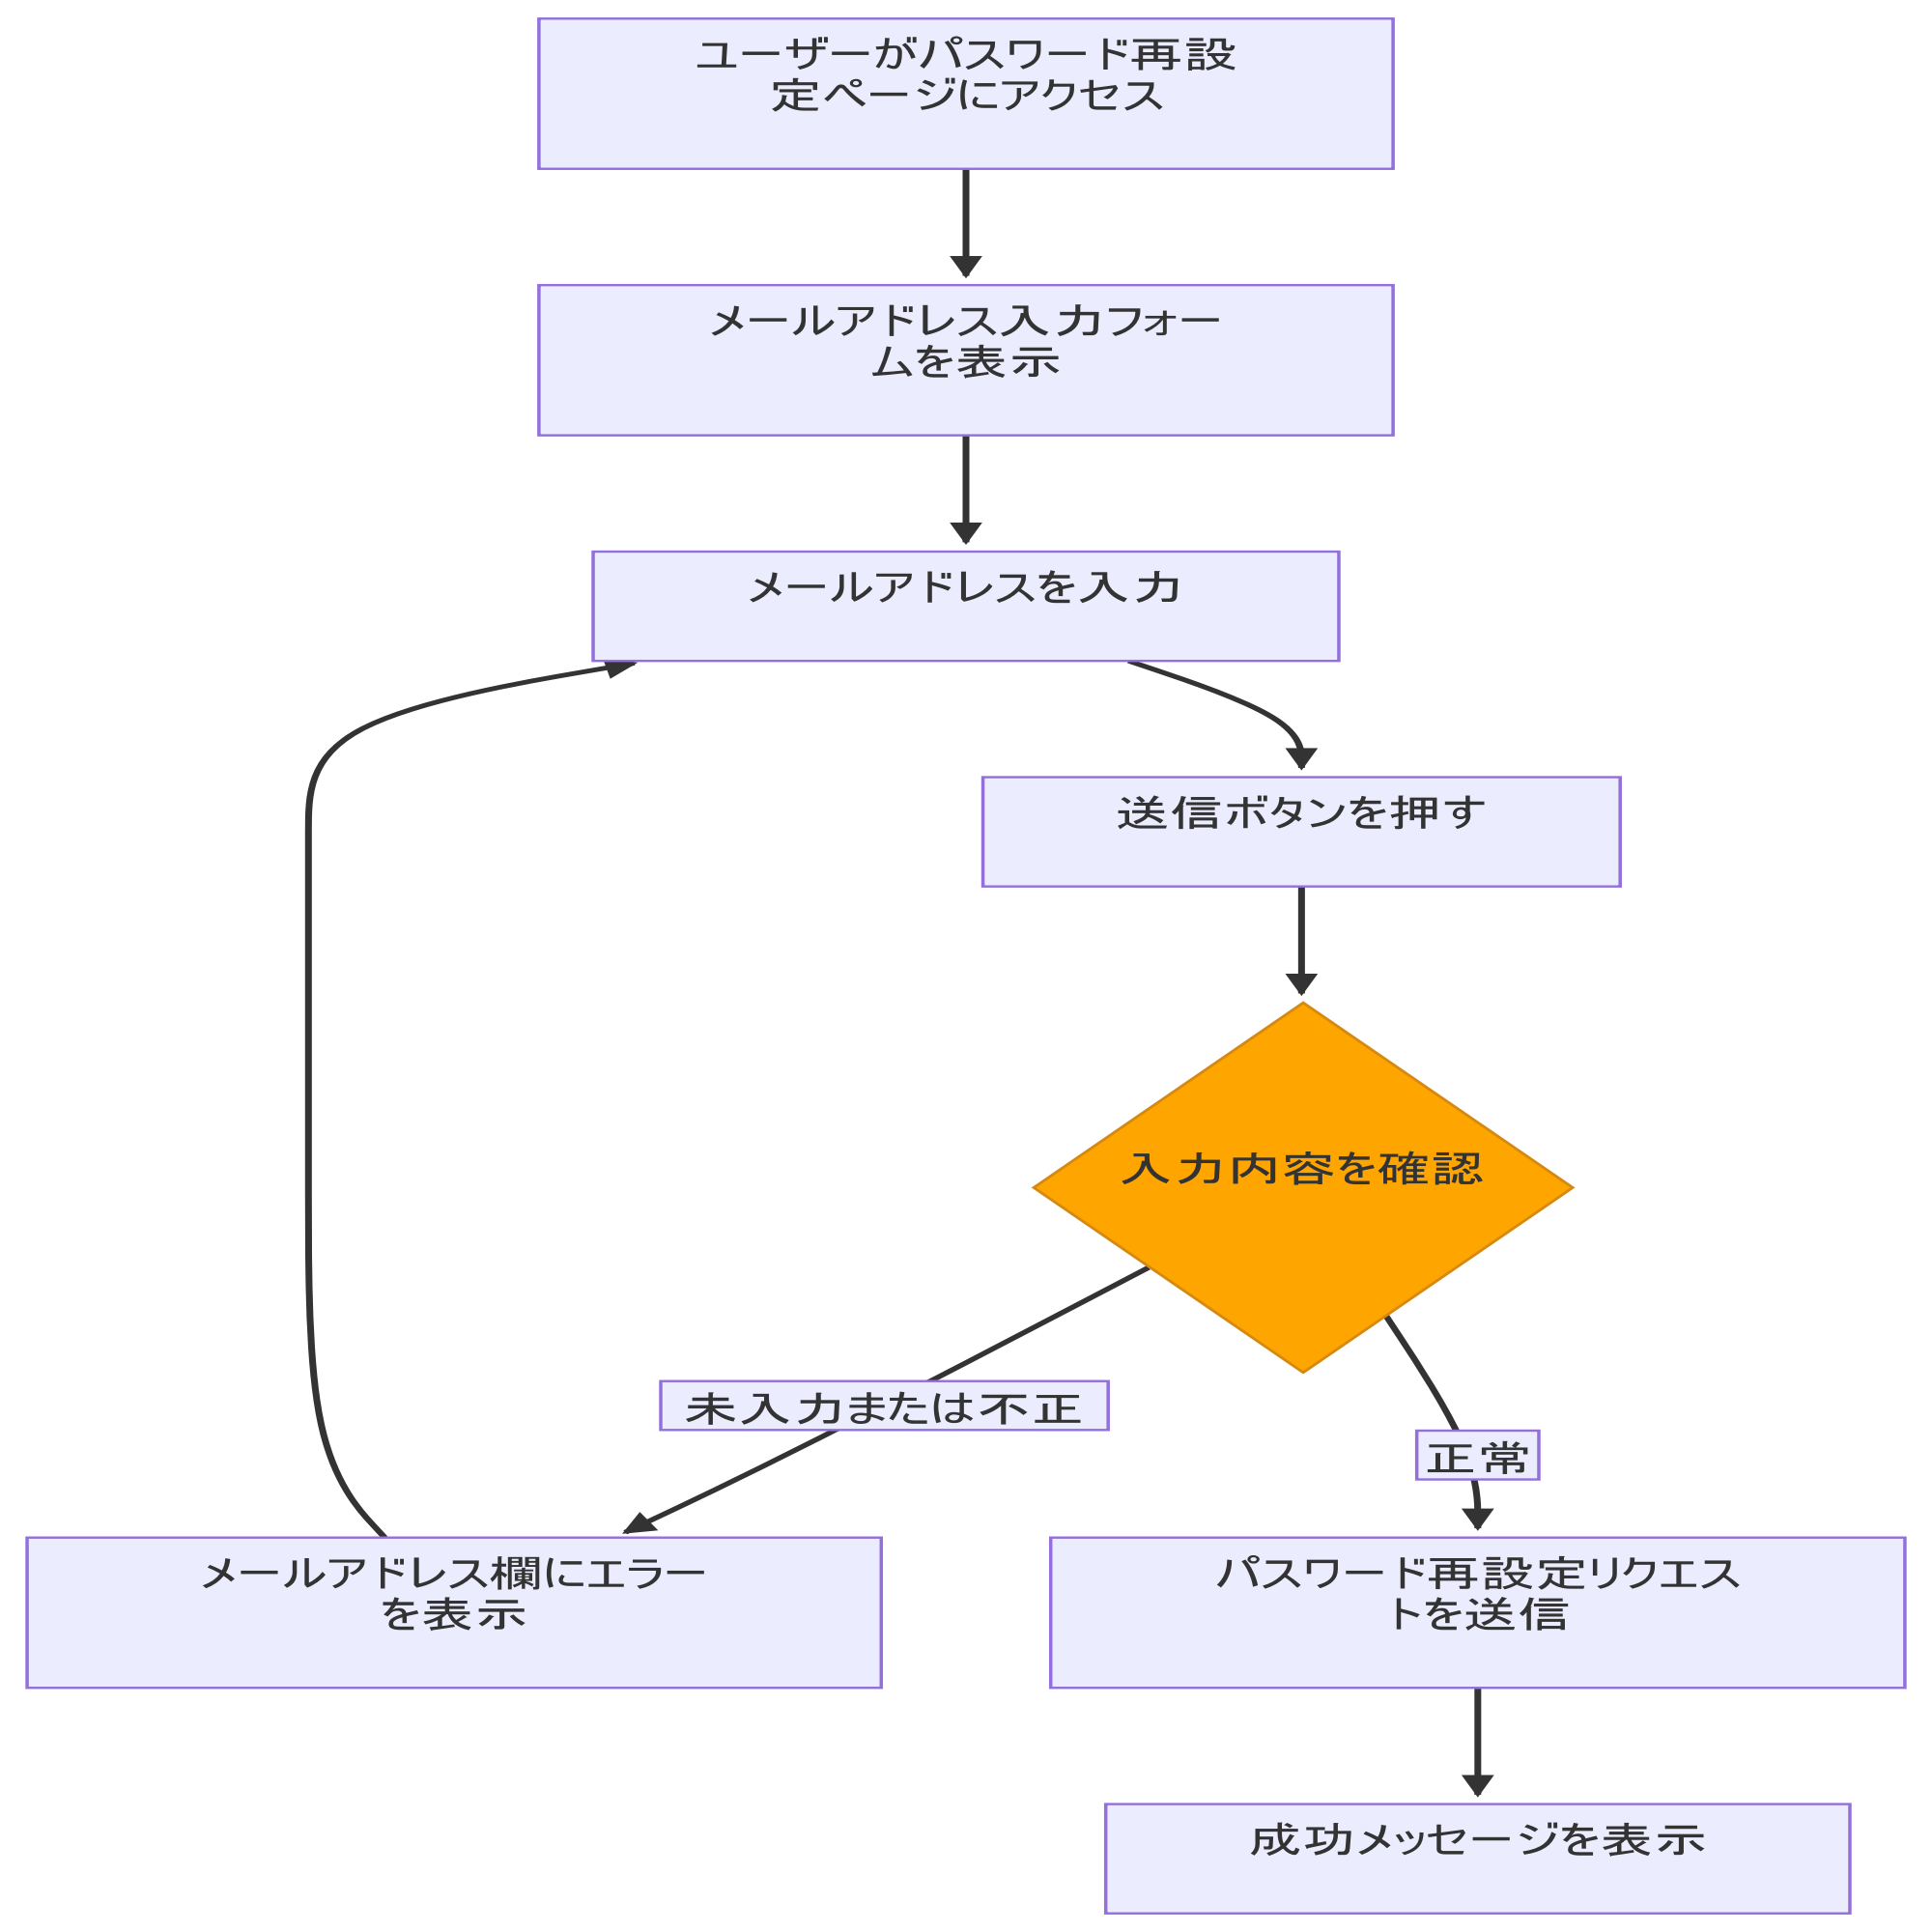 ユーザーがパスワード再設
定ページにアクセス
メールアドレス入力フォー
ムを表示
メールアドレスを入力
送信ボタンを押す
入力内容を確認
未入力または不正
正常
メールアドレス欄にエラー
を表示
パスワード再設定リクエス
トを送信
成功メッセージを表示